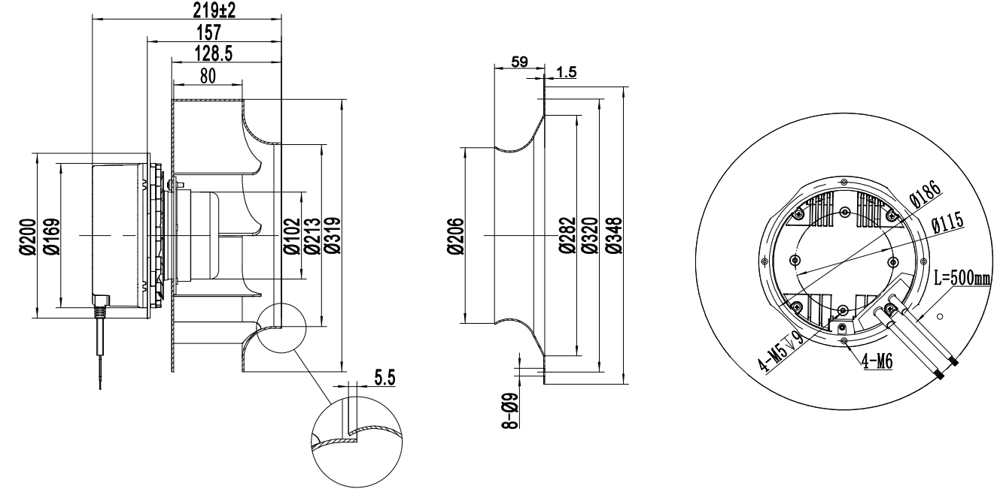 219±2
157
128.5
80
Ø200
Ø169
Ø102
Ø213
Ø319
5.5
59
1.5
Ø206
Ø282
Ø320
Ø348
8-Ø9
Ø186
Ø115
L=500mm
4-M5√9
4-M6